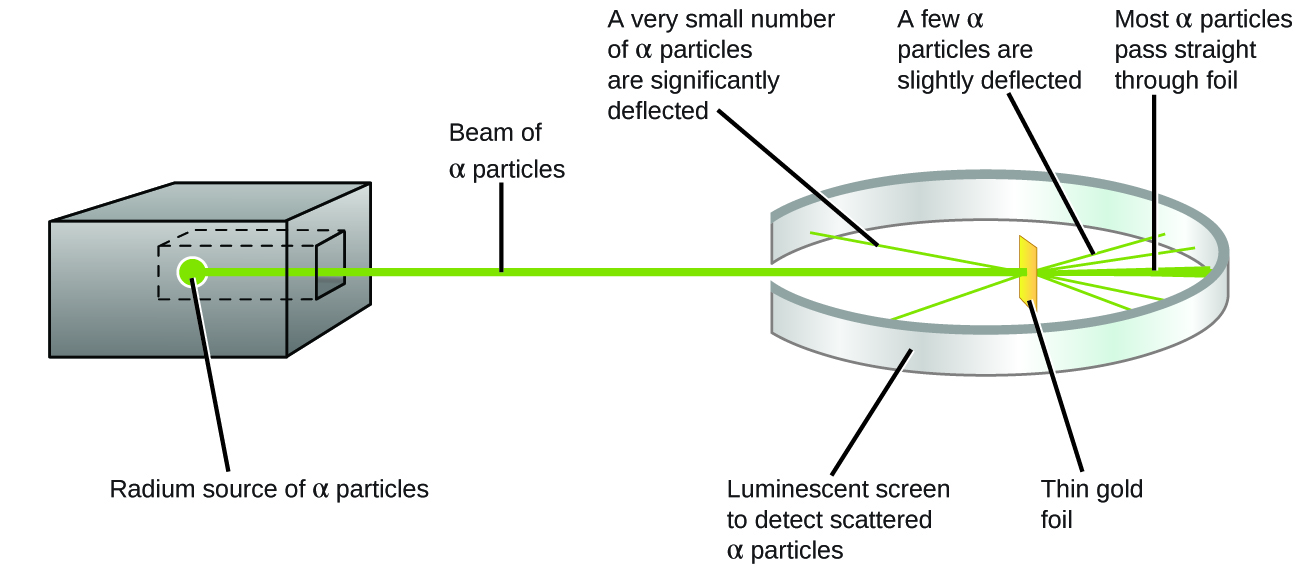 A very small number
of α particles
are significantly
deflected
A few α
particles are
slightly deflected
Most α particles
pass straight
through foil
Beam of
α particles
Radium source of α particles
Luminescent screen
to detect scattered
α particles
Thin gold
foil